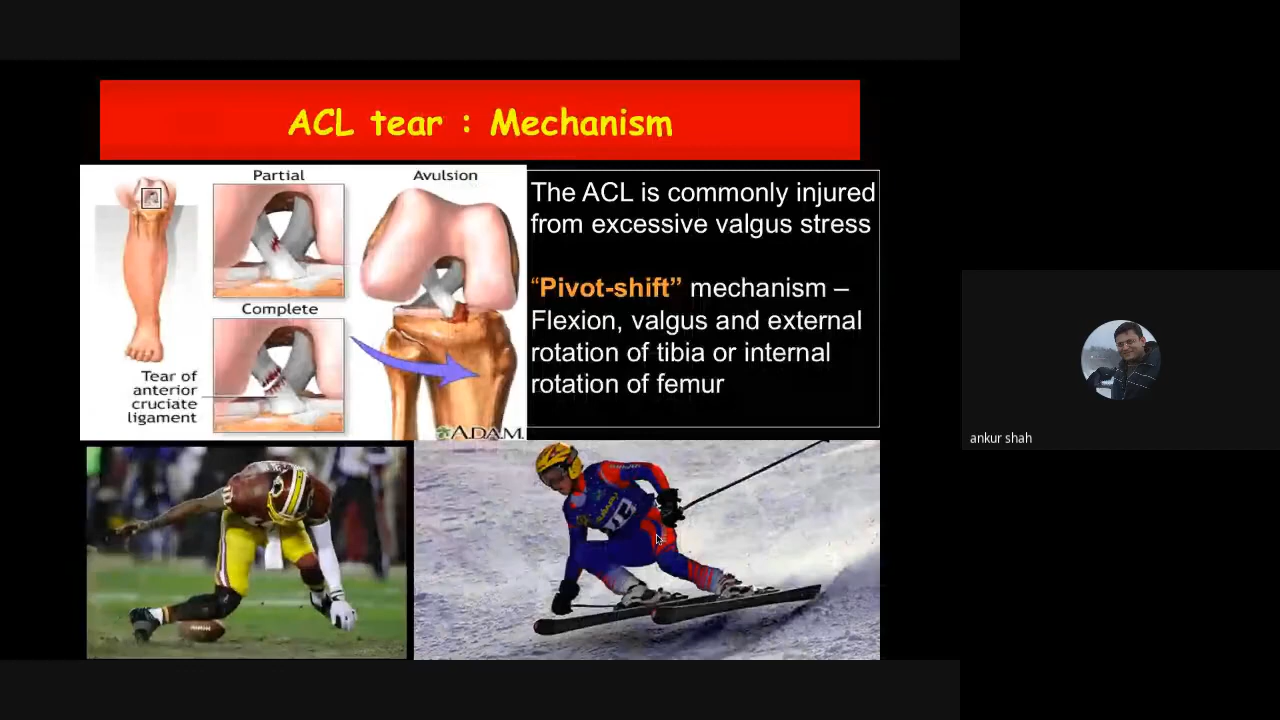 ACL tear : Mechanism
Partial
Avulsion
Complete
Tear of
anterior
cruciate
ligament
ADAM.
The ACL is commonly injured
from excessive valgus stress
“Pivot-shift” mechanism –
Flexion, valgus and external
rotation of tibia or internal
rotation of femur
ankur shah